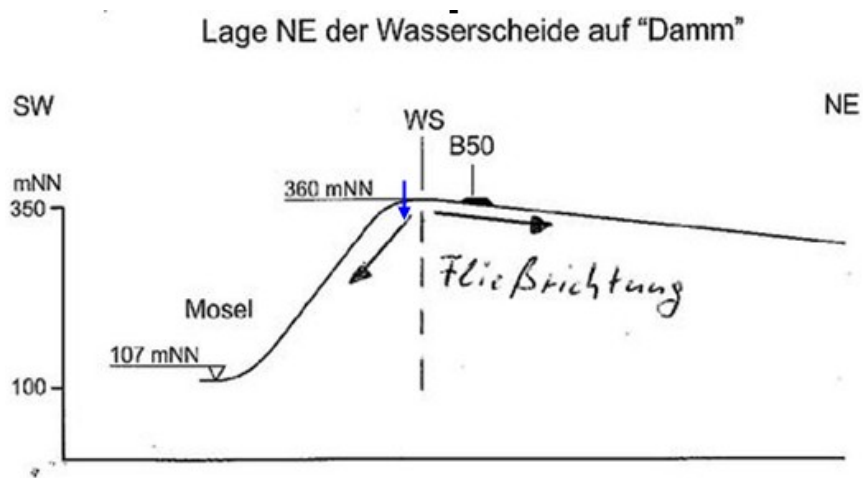 Lage NE der Wasserscheide auf “Damm”
SW
NE
WS
B50
mNN
360 mNN
350
Fließrichtung
Mosel
107 mNN
100